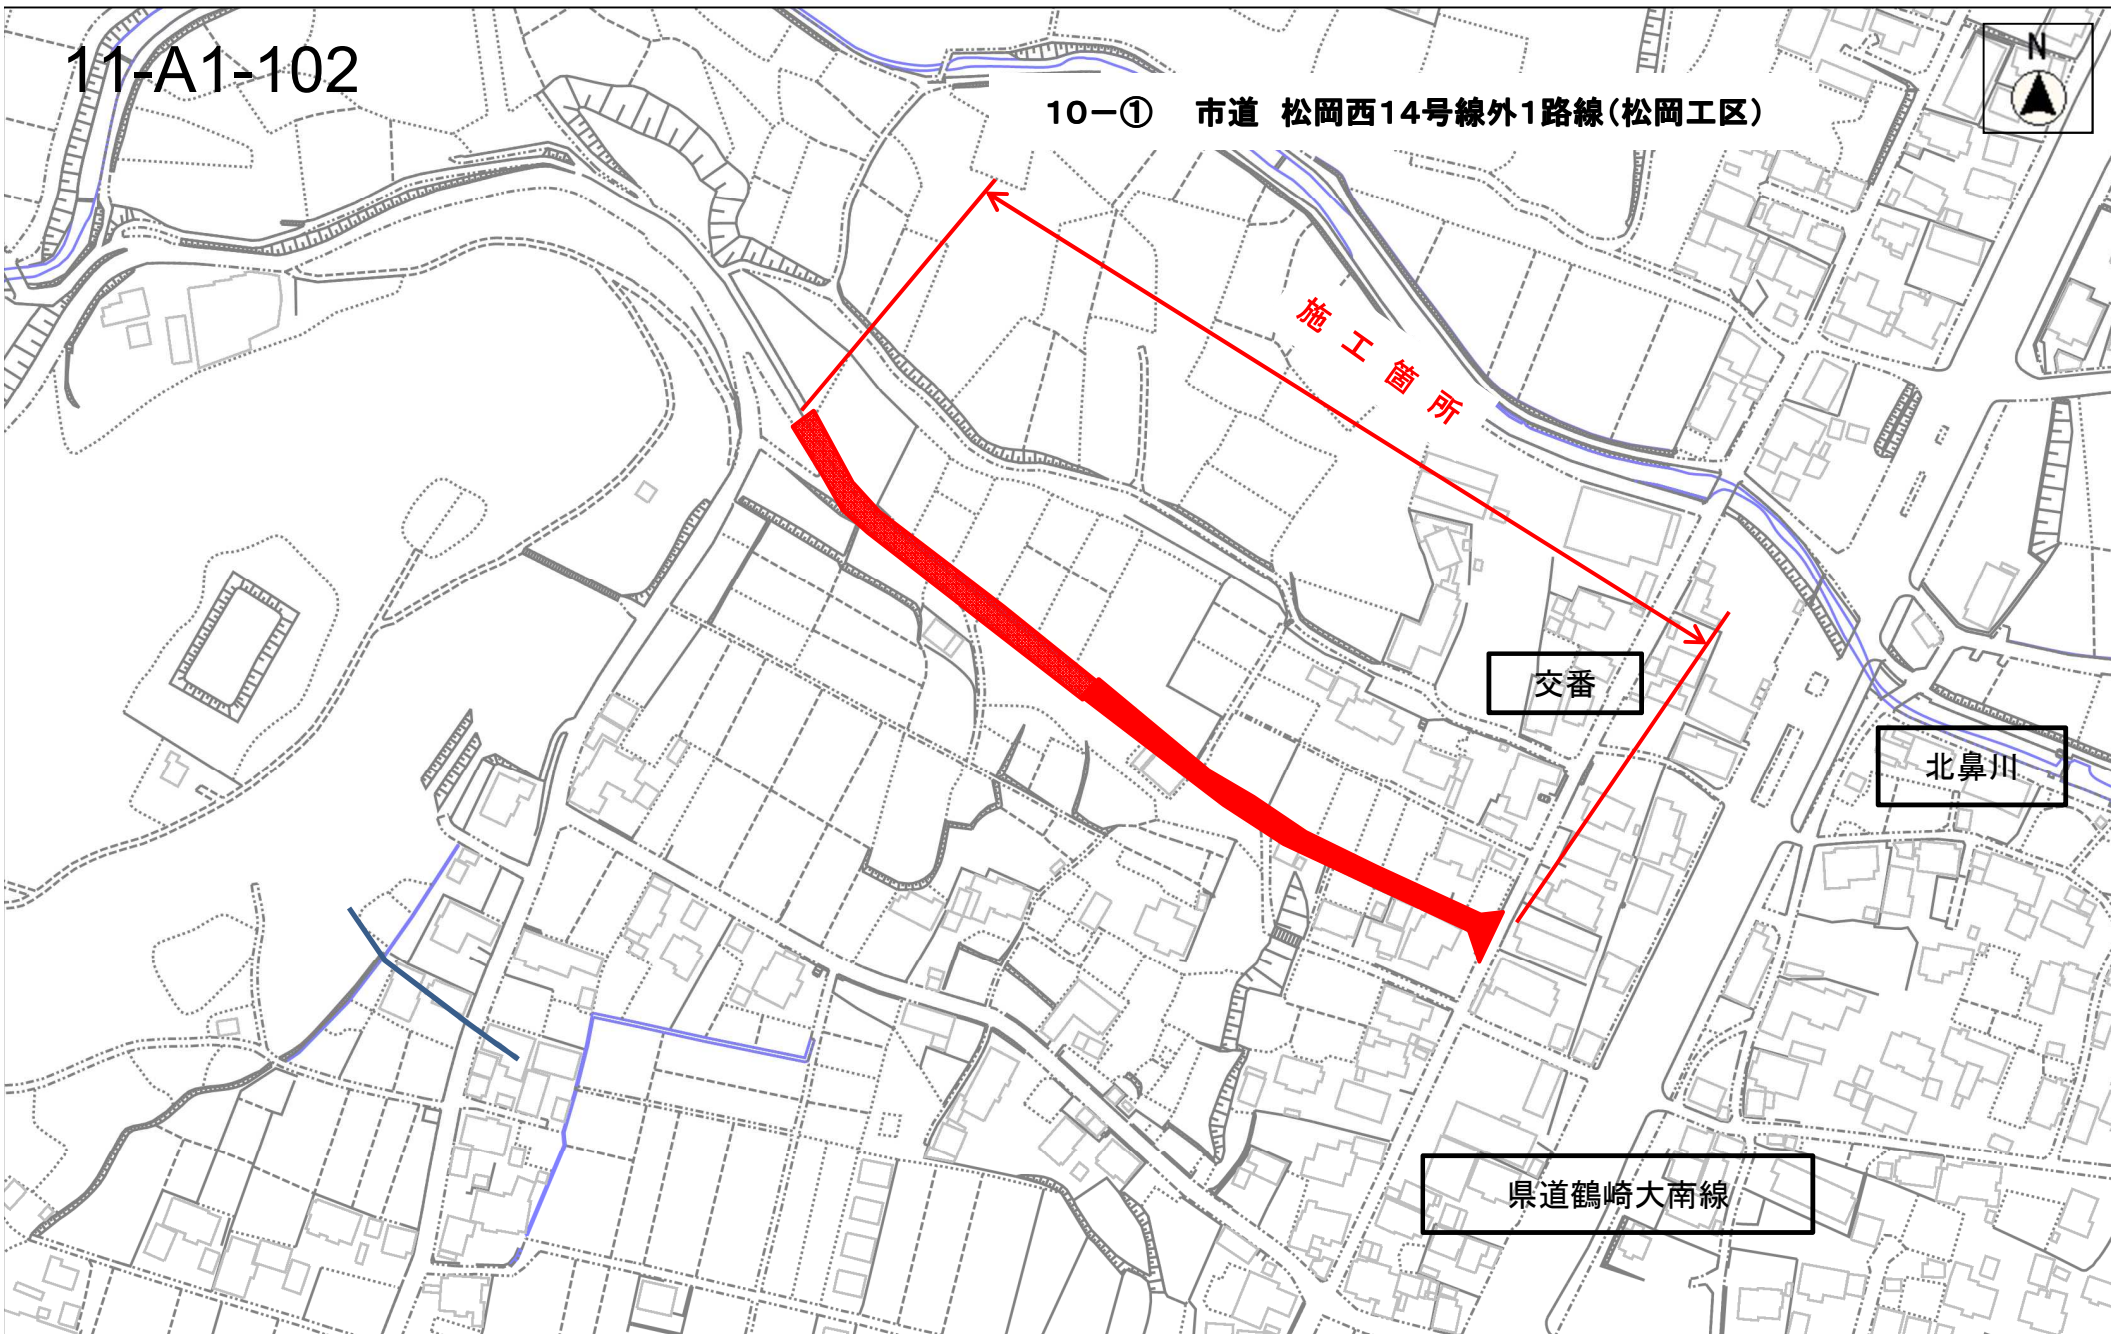 11-A1-102
N
10－①　市道 松岡西14号線外1路線（松岡工区）
施工箇所
交番
北鼻川
県道鶴崎大南線